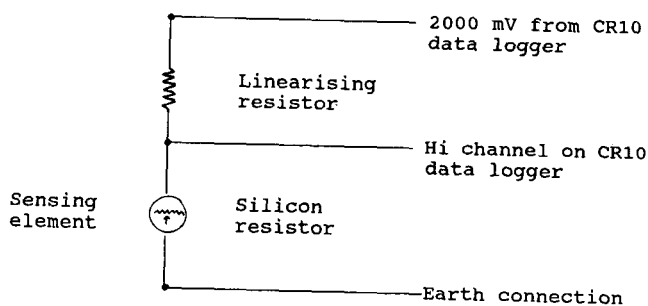 2000 mV from CR10
data logger
Linearising
resistor
Hi channel on CR10
data logger
Sensing
element
Silicon
resistor
Earth connection